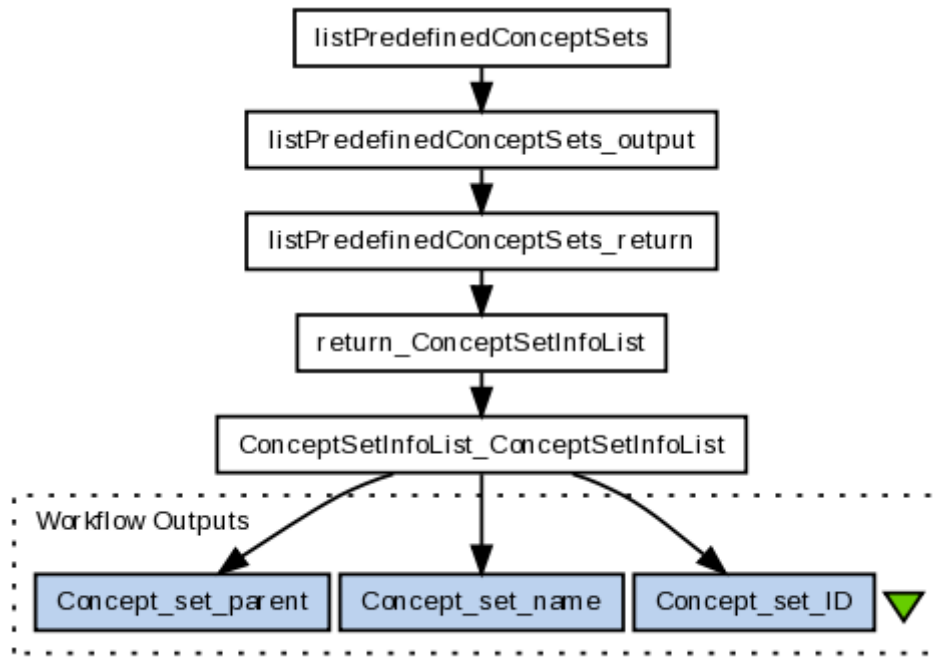 listPredefinedConceptSets
listPredefinedConceptSets_output
listPredefinedConceptSets_return
return_ConceptSetInfoList
ConceptSetInfoList_ConceptSetInfoList
Workflow Outputs
Concept_set_parent
Concept_set_name
Concept_set_ID